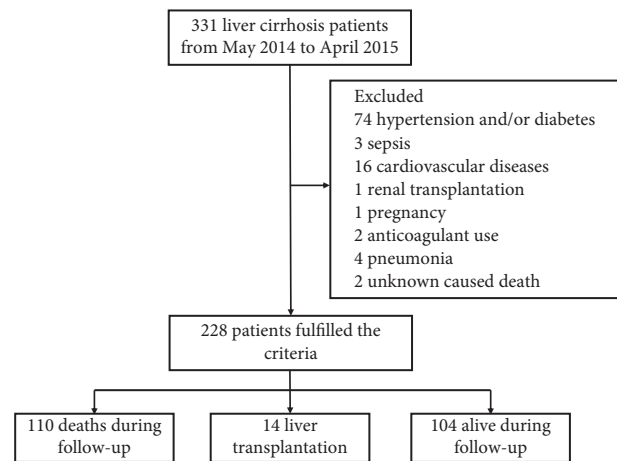 331 liver cirrhosis patients
from May 2014 to April 2015
Excluded
74 hypertension and/or diabetes
3 sepsis
16 cardiovascular diseases
1 renal transplantation
1 pregnancy
2 anticoagulant use
4 pneumonia
2 unknown caused death
228 patients fulfilled the
criteria
110 deaths during
follow-up
14 liver
transplantation
104 alive during
follow-up